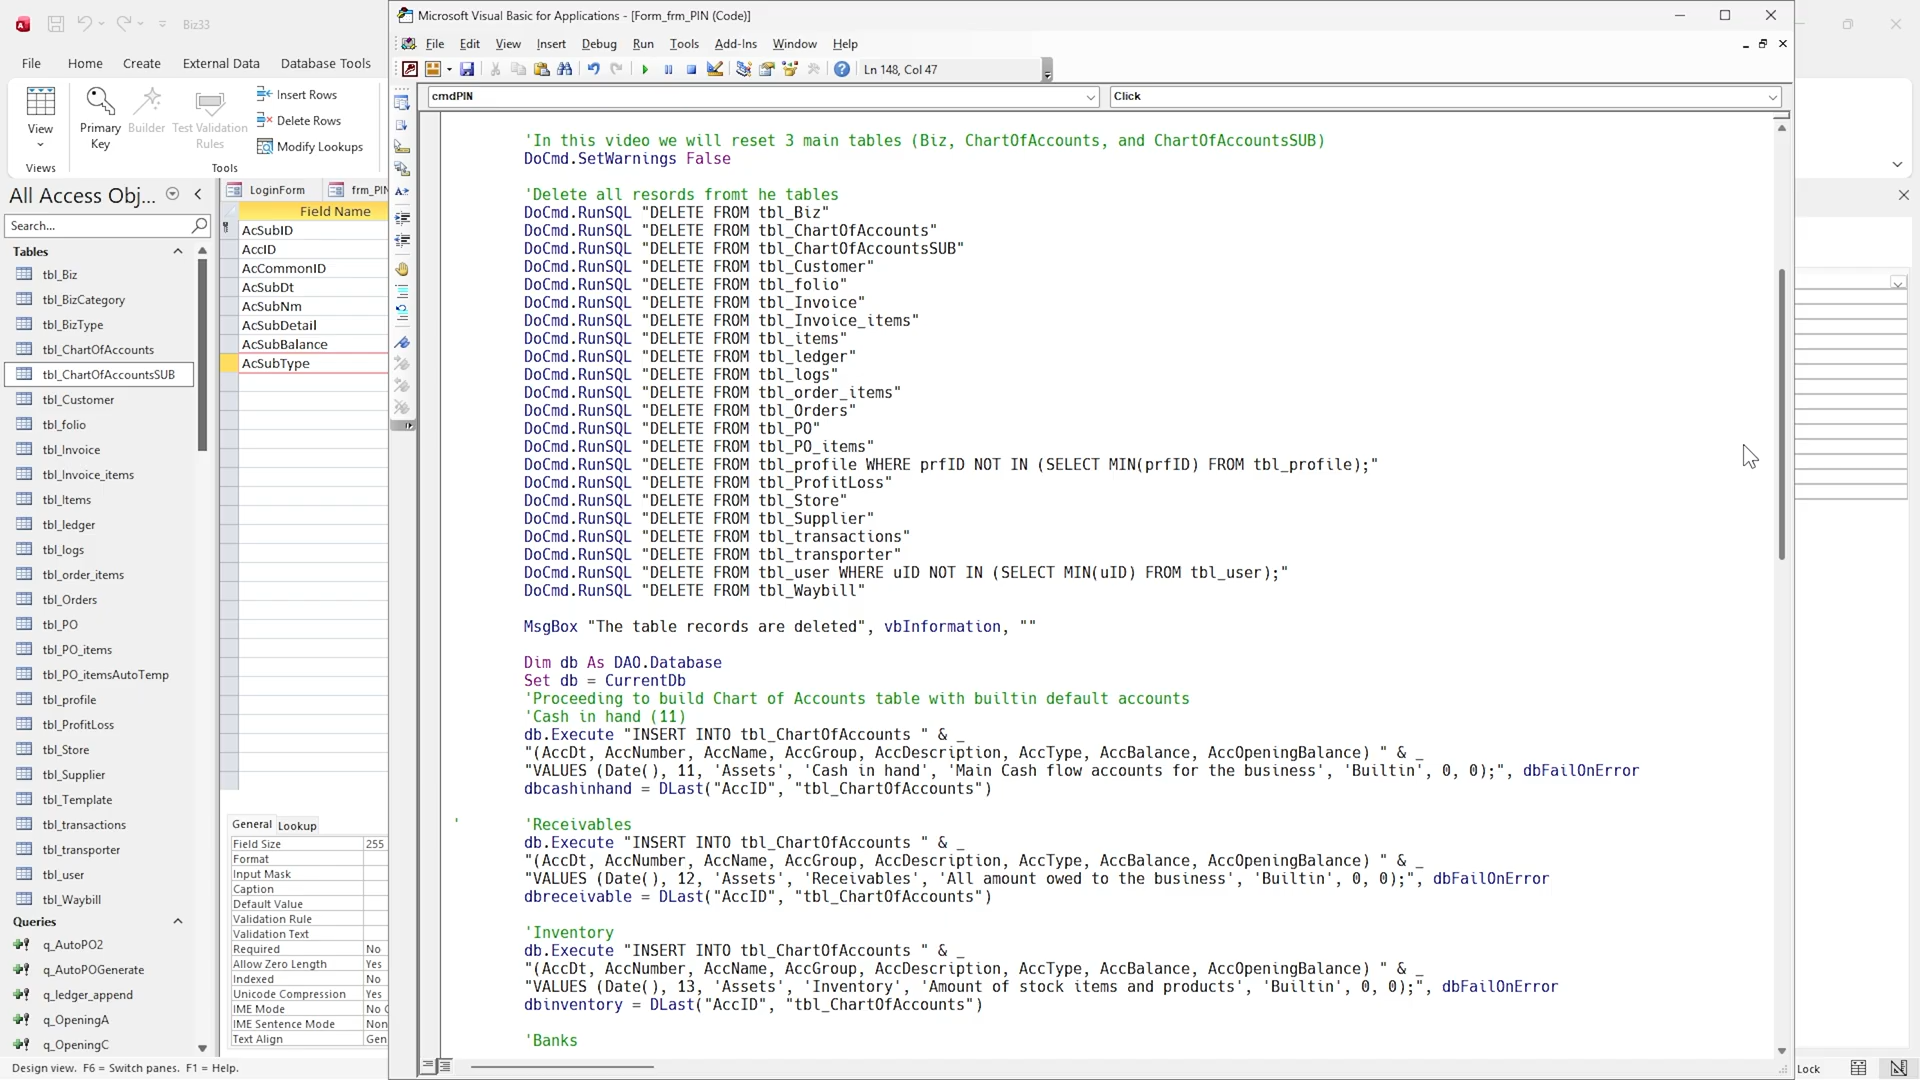 Biz33
Microsoft Visual Basic for Applications - [Form_frm_PIN (Code)]
File Edit View Insert Debug Run Tools Add-Ins Window Help
File Home Create External Data Database Tools
Ln 148, Col 47
cmdPIN
Click
View
Primary Key
Builder
Test Validation Rules
Insert Rows
Delete Rows
Modify Lookups
Views
Tools
All Access Obj...
Search...
Tables
tbl_Biz
tbl_BizCategory
tbl_BizType
tbl_ChartOfAccounts
tbl_ChartOfAccountsSUB
tbl_Customer
tbl_folio
tbl_Invoice
tbl_Invoice_items
tbl_Items
tbl_ledger
tbl_logs
tbl_order_items
tbl_Orders
tbl_PO
tbl_PO_items
tbl_PO_itemsAutoTemp
tbl_profile
tbl_ProfitLoss
tbl_Store
tbl_Supplier
tbl_Template
tbl_transactions
tbl_transporter
tbl_user
tbl_Waybill
Queries
q_AutoPO2
q_AutoPOGenerate
q_ledger_append
q_OpeningA
q_OpeningC
LoginForm
frm_PIN
Field Name
AcSubID
AccID
AcCommonID
AcSubDt
AcSubNm
AcSubDetail
AcSubBalance
AcSubType
General Lookup
Field Size 255
Format
Input Mask
Caption
Default Value
Validation Rule
Validation Text
Required No
Allow Zero Length Yes
Indexed No
Unicode Compression Yes
IME Mode No C
IME Sentence Mode Non
Text Align Gen
'In this video we will reset 3 main tables (Biz, ChartOfAccounts, and ChartOfAccountsSUB)
DoCmd.SetWarnings False
'Delete all resords fromt he tables
DoCmd.RunSQL "DELETE FROM tbl_Biz"
DoCmd.RunSQL "DELETE FROM tbl_ChartOfAccounts"
DoCmd.RunSQL "DELETE FROM tbl_ChartOfAccountsSUB"
DoCmd.RunSQL "DELETE FROM tbl_Customer"
DoCmd.RunSQL "DELETE FROM tbl_folio"
DoCmd.RunSQL "DELETE FROM tbl_Invoice"
DoCmd.RunSQL "DELETE FROM tbl_Invoice_items"
DoCmd.RunSQL "DELETE FROM tbl_items"
DoCmd.RunSQL "DELETE FROM tbl_ledger"
DoCmd.RunSQL "DELETE FROM tbl_logs"
DoCmd.RunSQL "DELETE FROM tbl_order_items"
DoCmd.RunSQL "DELETE FROM tbl_Orders"
DoCmd.RunSQL "DELETE FROM tbl_PO"
DoCmd.RunSQL "DELETE FROM tbl_PO_items"
DoCmd.RunSQL "DELETE FROM tbl_profile WHERE prfID NOT IN (SELECT MIN(prfID) FROM tbl_profile);"
DoCmd.RunSQL "DELETE FROM tbl_ProfitLoss"
DoCmd.RunSQL "DELETE FROM tbl_Store"
DoCmd.RunSQL "DELETE FROM tbl_Supplier"
DoCmd.RunSQL "DELETE FROM tbl_transactions"
DoCmd.RunSQL "DELETE FROM tbl_transporter"
DoCmd.RunSQL "DELETE FROM tbl_user WHERE uID NOT IN (SELECT MIN(uID) FROM tbl_user);"
DoCmd.RunSQL "DELETE FROM tbl_Waybill"
MsgBox "The table records are deleted", vbInformation, ""
Dim db As DAO.Database
Set db = CurrentDb
'Proceeding to build Chart of Accounts table with builtin default accounts
'Cash in hand (11)
db.Execute "INSERT INTO tbl_ChartOfAccounts " & _
"(AccDt, AccNumber, AccName, AccGroup, AccDescription, AccType, AccBalance, AccOpeningBalance) " & _
"VALUES (Date(), 11, 'Assets', 'Cash in hand', 'Main Cash flow accounts for the business', 'Builtin', 0, 0);", dbFailOnError
dbcashinhand = DLast("AccID", "tbl_ChartOfAccounts")
' 'Receivables
db.Execute "INSERT INTO tbl_ChartOfAccounts " & _
"(AccDt, AccNumber, AccName, AccGroup, AccDescription, AccType, AccBalance, AccOpeningBalance) " & _
"VALUES (Date(), 12, 'Assets', 'Receivables', 'All amount owed to the business', 'Builtin', 0, 0);", dbFailOnError
dbreceivable = DLast("AccID", "tbl_ChartOfAccounts")
'Inventory
db.Execute "INSERT INTO tbl_ChartOfAccounts " & _
"(AccDt, AccNumber, AccName, AccGroup, AccDescription, AccType, AccBalance, AccOpeningBalance) " & _
"VALUES (Date(), 13, 'Assets', 'Inventory', 'Amount of stock items and products', 'Builtin', 0, 0);", dbFailOnError
dbinventory = DLast("AccID", "tbl_ChartOfAccounts")
'Banks
Design view. F6 = Switch panes. F1 = Help.
Lock